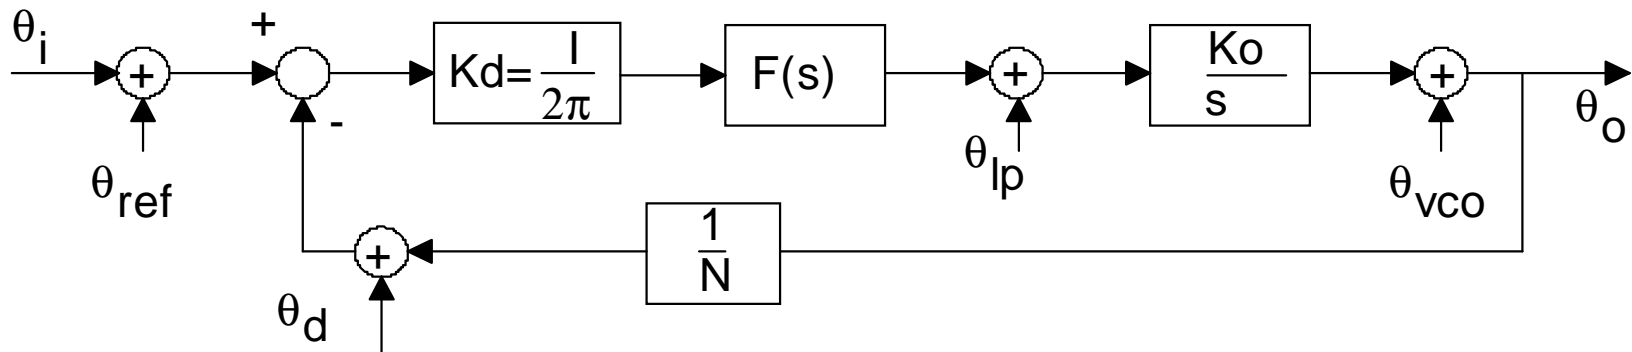 θi
+
θref
+
-
Kd= I
2π
F(s)
+
θlp
Ko
s
+
θvco
θo
1
N
+
θd